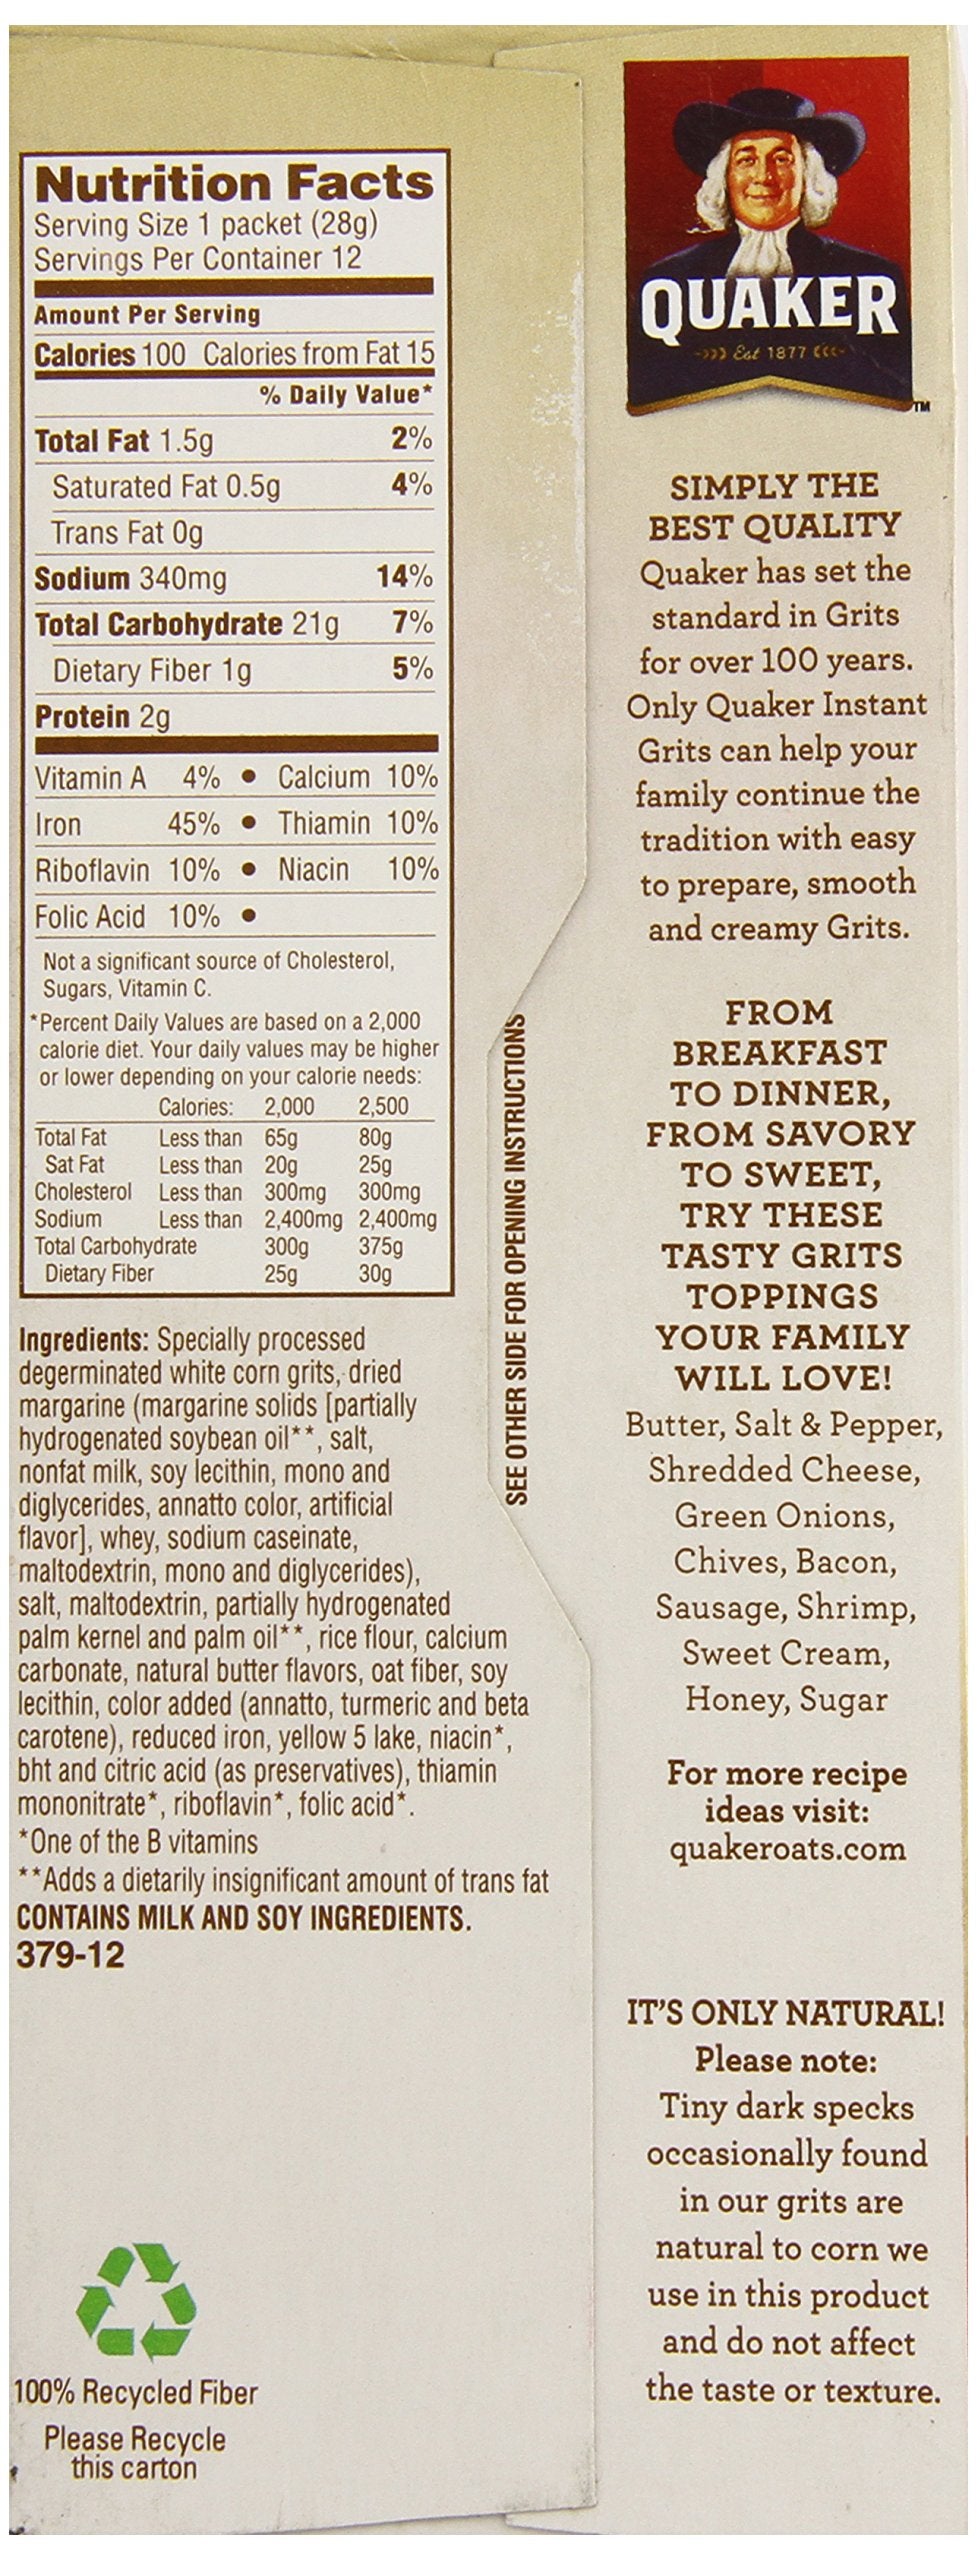 Nutrition Facts
Serving Size 1 packet (28g)
Servings Per Container 12
Amount Per Serving
Calories 100 Calories from Fat 15
% Daily Value*
Total Fat 1.5g 2%
Saturated Fat 0.5g 4%
Trans Fat 0g
Sodium 340mg 14%
Total Carbohydrate 21g 7%
Dietary Fiber 1g 5%
Protein 2g
Vitamin A 4% • Calcium 10%
Iron 45% • Thiamin 10%
Riboflavin 10% • Niacin 10%
Folic Acid 10% •
Not a significant source of Cholesterol,
Sugars, Vitamin C.
*Percent Daily Values are based on a 2,000
calorie diet. Your daily values may be higher
or lower depending on your calorie needs:
Calories: 2,000 2,500
Total Fat Less than 65g 80g
Sat Fat Less than 20g 25g
Cholesterol Less than 300mg 300mg
Sodium Less than 2,400mg 2,400mg
Total Carbohydrate 300g 375g
Dietary Fiber 25g 30g
Ingredients: Specially processed
degerminated white corn grits, dried
margarine (margarine solids [partially
hydrogenated soybean oil**, salt,
nonfat milk, soy lecithin, mono and
diglycerides, annatto color, artificial
flavor], whey, sodium caseinate,
maltodextrin, mono and diglycerides),
salt, maltodextrin, partially hydrogenated
palm kernel and palm oil**, rice flour, calcium
carbonate, natural butter flavors, oat fiber, soy
lecithin, color added (annatto, turmeric and beta
carotene), reduced iron, yellow 5 lake, niacin*,
bht and citric acid (as preservatives), thiamin
mononitrate*, riboflavin*, folic acid*.
*One of the B vitamins
**Adds a dietarily insignificant amount of trans fat
CONTAINS MILK AND SOY INGREDIENTS.
379-12
100% Recycled Fiber
Please Recycle
this carton
SEE OTHER SIDE FOR OPENING INSTRUCTIONS
QUAKER
Est 1877
TM
SIMPLY THE
BEST QUALITY
Quaker has set the
standard in Grits
for over 100 years.
Only Quaker Instant
Grits can help your
family continue the
tradition with easy
to prepare, smooth
and creamy Grits.
FROM
BREAKFAST
TO DINNER,
FROM SAVORY
TO SWEET,
TRY THESE
TASTY GRITS
TOPPINGS
YOUR FAMILY
WILL LOVE!
Butter, Salt & Pepper,
Shredded Cheese,
Green Onions,
Chives, Bacon,
Sausage, Shrimp,
Sweet Cream,
Honey, Sugar
For more recipe
ideas visit:
quakeroats.com
IT'S ONLY NATURAL!
Please note:
Tiny dark specks
occasionally found
in our grits are
natural to corn we
use in this product
and do not affect
the taste or texture.